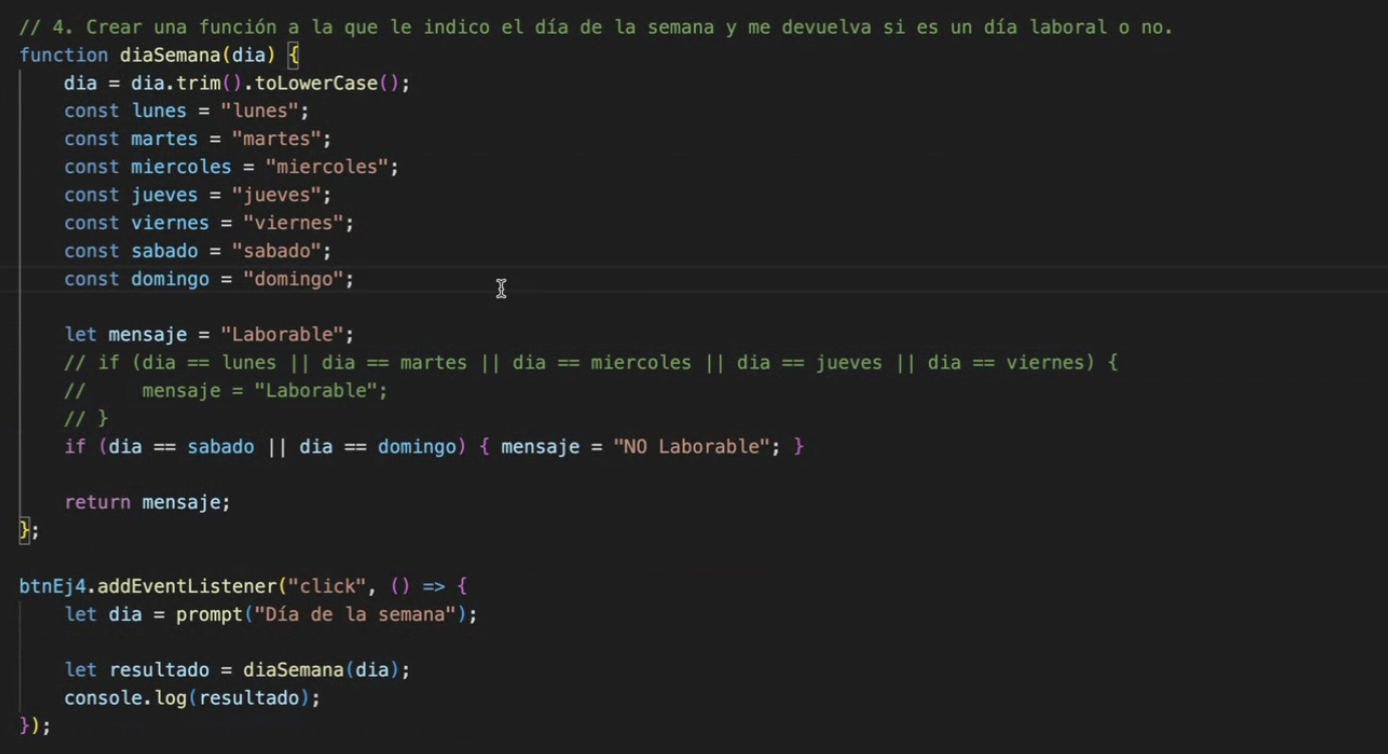 // 4. Crear una función a la que le indico el día de la semana y me devuelva si es un día laboral o no.
function diaSemana(dia) {
    dia = dia.trim().toLowerCase();
    const lunes = "lunes";
    const martes = "martes";
    const miercoles = "miercoles";
    const jueves = "jueves";
    const viernes = "viernes";
    const sabado = "sabado";
    const domingo = "domingo";

    let mensaje = "Laborable";
    // if (dia == lunes || dia == martes || dia == miercoles || dia == jueves || dia == viernes) {
    //     mensaje = "Laborable";
    // }
    if (dia == sabado || dia == domingo) { mensaje = "NO Laborable"; }

    return mensaje;
};

btnEj4.addEventListener("click", () => {
    let dia = prompt("Día de la semana");

    let resultado = diaSemana(dia);
    console.log(resultado);
});